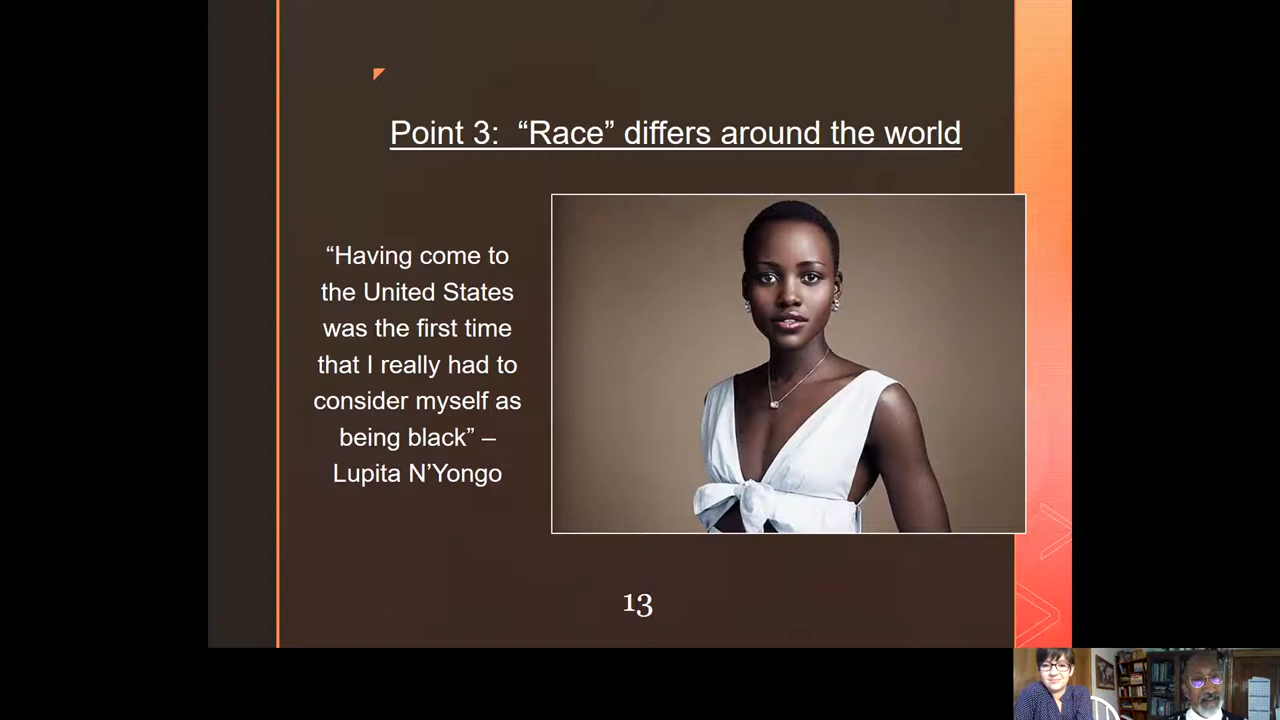 Point 3:  “Race” differs around the world
“Having come to
the United States
was the first time
that I really had to
consider myself as
being black” –
Lupita N’Yongo
13